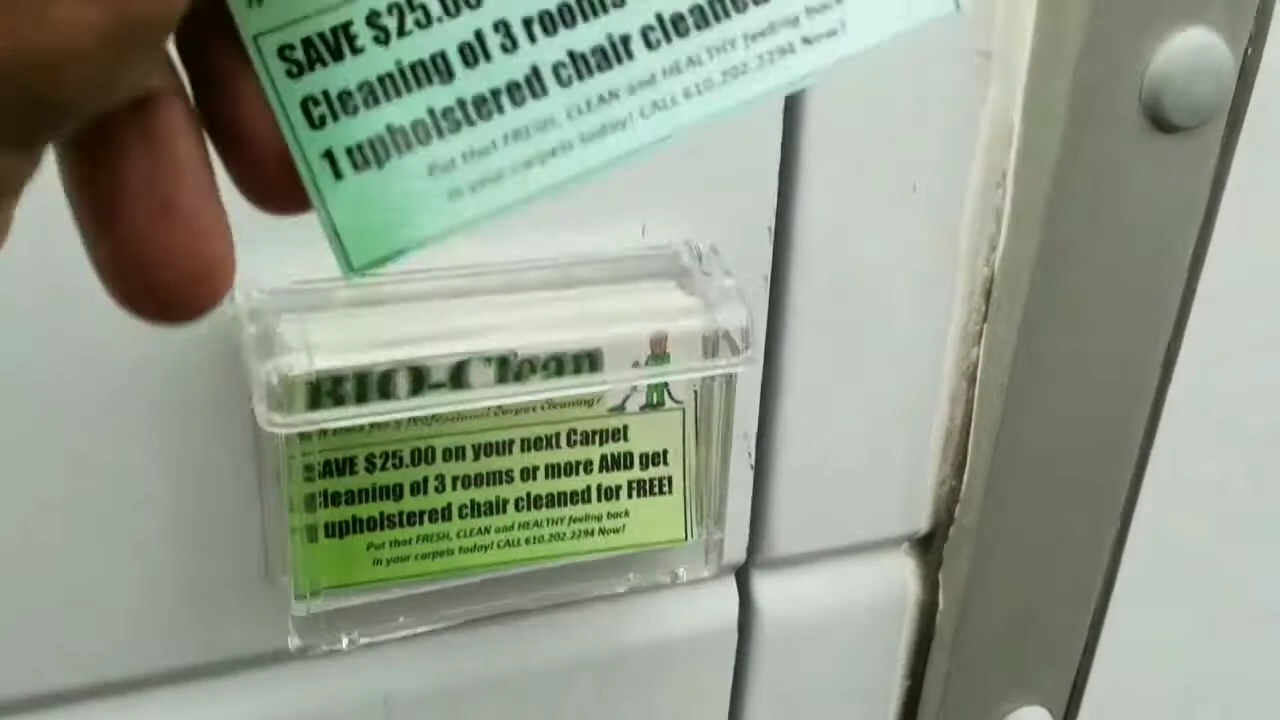 SAVE $25.00
Cleaning of 3 rooms
1 upholstered chair cleaned
Put that FRESH, CLEAN and HEALTHY feeling back
in your carpets today! CALL 610.202.2294 Now!
BIO-Clean
Professional Carpet Cleaning?
SAVE $25.00 on your next Carpet
Cleaning of 3 rooms or more AND get
upholstered chair cleaned for FREE!
Put that FRESH, CLEAN and HEALTHY feeling back
in your carpets today! CALL 610.202.2294 Now!